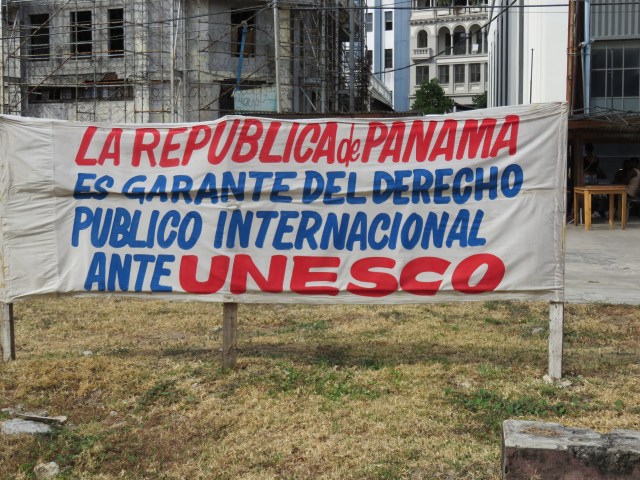 LA REPUBLICA de PANAMA
ES GARANTE DEL DERECHO
PUBLICO INTERNACIONAL
ANTE UNESCO